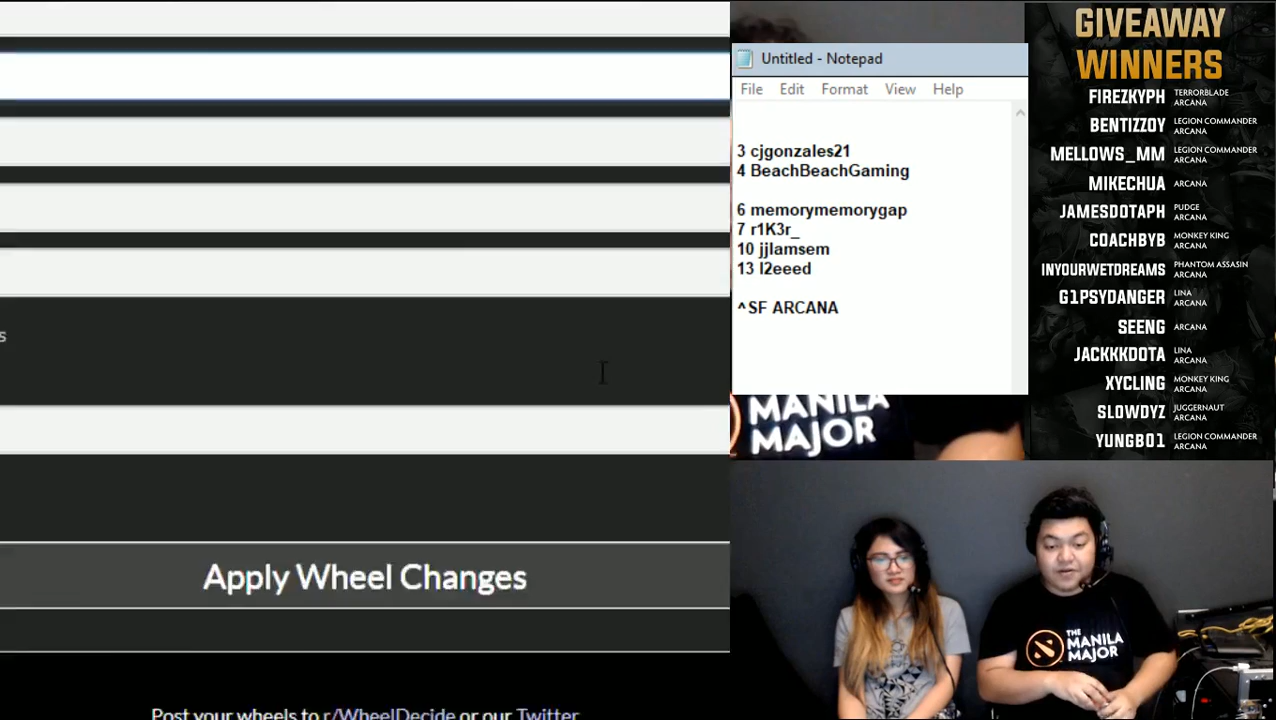 GIVEAWAY
WINNERS
FIREZKYPH TERRORBLADE ARCANA
BENTIZZOY LEGION COMMANDER ARCANA
MELLOWS_MM LEGION COMMANDER ARCANA
MIKECHUA ARCANA
JAMESDOTAPH PUDGE ARCANA
COACHBYB MONKEY KING ARCANA
INYOURWETDREAMS PHANTOM ASSASIN ARCANA
G1PSYDANGER LINA ARCANA
SEENG ARCANA
JACKKKDOTA LINA ARCANA
XYCLING MONKEY KING ARCANA
SLOWDYZ JUGGERNAUT ARCANA
YUNGBO1 LEGION COMMANDER ARCANA
Untitled - Notepad
File Edit Format View Help
3 cjgonzales21
4 BeachBeachGaming
6 memorymemorygap
7 r1K3r_
10 jjlamsem
13 l2eeed
^SF ARCANA
s
MANILA
MAJOR
Apply Wheel Changes
Post your wheels to r/WheelDecide or our Twitter
THE
MANILA
MAJOR